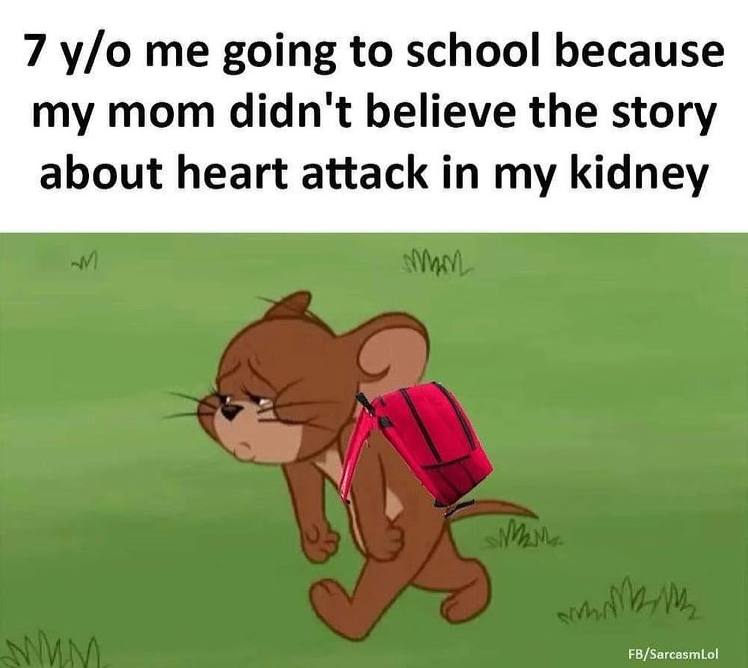 7 y/o me going to school because
my mom didn't believe the story
about heart attack in my kidney
FB/SarcasmLol